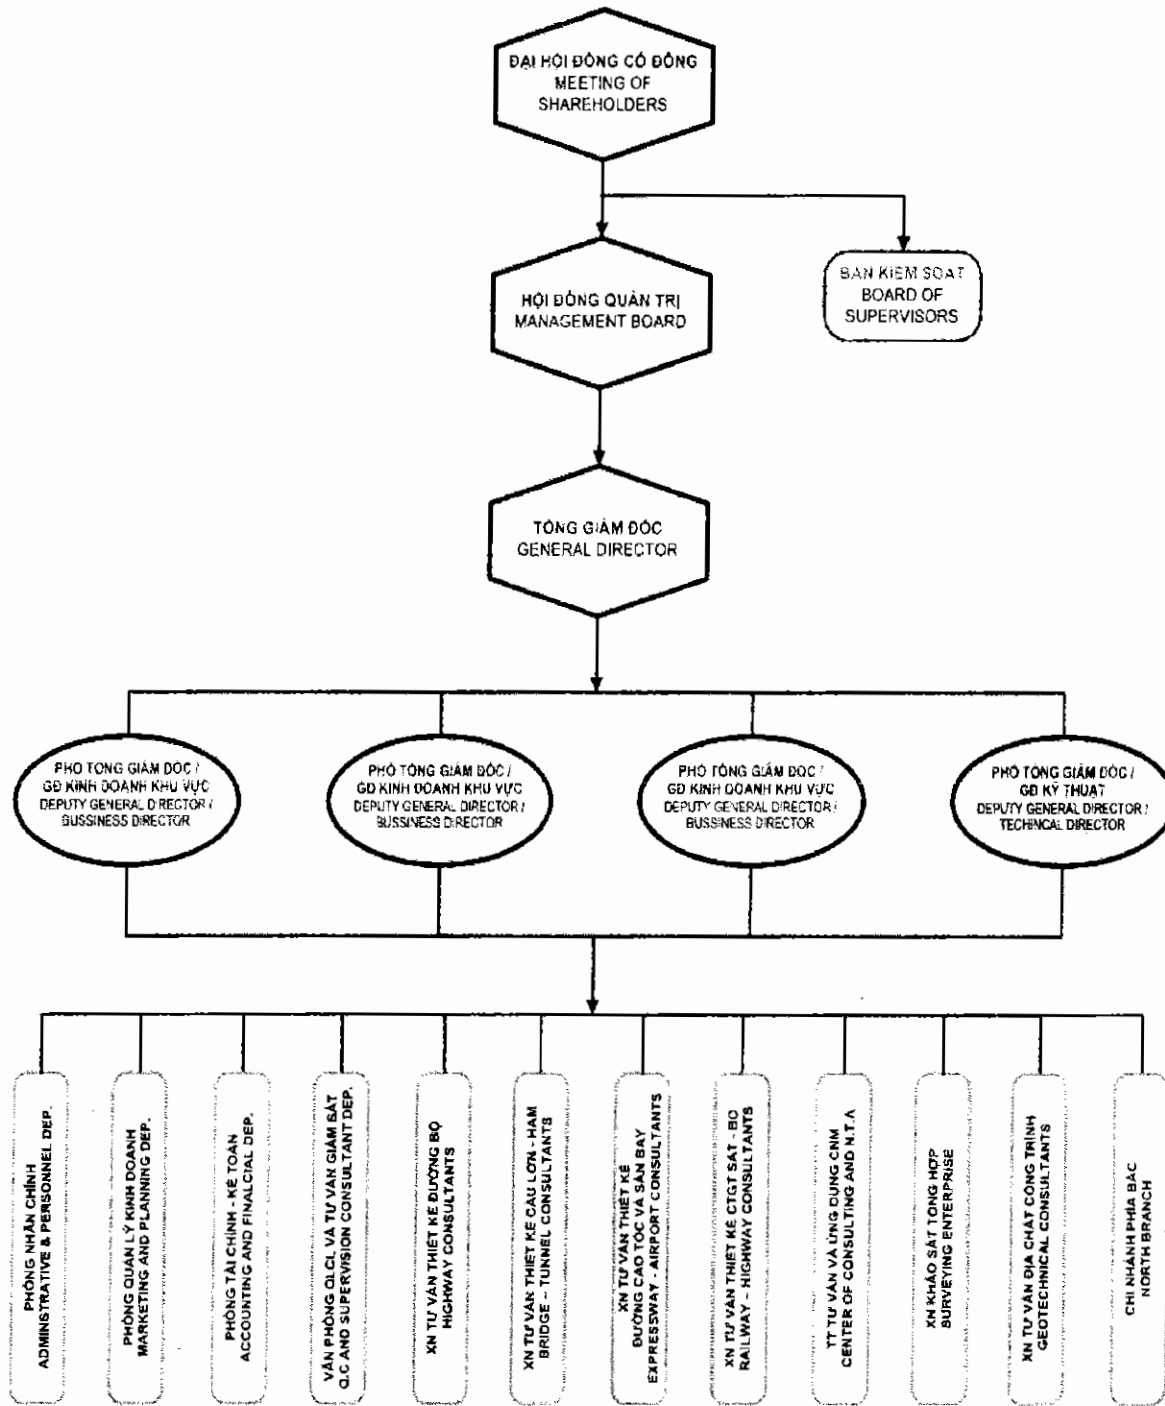 ĐẠI HỘI ĐỒNG CỔ ĐÔNG
MEETING OF
SHAREHOLDERS
HỘI ĐỒNG QUẢN TRỊ
MANAGEMENT BOARD
BAN KIỂM SOÁT
BOARD OF
SUPERVISORS
TỔNG GIÁM ĐỐC
GENERAL DIRECTOR
PHÓ TỔNG GIÁM ĐỐC /
GĐ KINH DOANH KHU VỰC
DEPUTY GENERAL DIRECTOR /
BUSSINESS DIRECTOR
PHÓ TỔNG GIÁM ĐỐC /
GĐ KINH DOANH KHU VỰC
DEPUTY GENERAL DIRECTOR /
BUSSINESS DIRECTOR
PHÓ TỔNG GIÁM ĐỐC /
GĐ KINH DOANH KHU VỰC
DEPUTY GENERAL DIRECTOR /
BUSSINESS DIRECTOR
PHÓ TỔNG GIÁM ĐỐC /
GĐ KỸ THUẬT
DEPUTY GENERAL DIRECTOR /
TECHINCAL DIRECTOR
PHÒNG NHÂN CHÍNH
ADMINSTRATIVE & PERSONNEL DEP.
PHÒNG QUẢN LÝ KINH DOANH
MARKETING AND PLANNING DEP.
PHÒNG TÀI CHÍNH - KẾ TOÁN
ACCOUNTING AND FINALCIAL DEP.
VĂN PHÒNG QLCL VÀ TƯ VẤN GIÁM SÁT
Q.C AND SUPERVISION CONSULTANT DEP.
XN TƯ VẤN THIẾT KẾ ĐƯỜNG BỘ
HIGHWAY CONSULTANTS
XN TƯ VẤN THIẾT KẾ CẦU LỚN - HẦM
BRIDGE - TUNNEL CONSULTANTS
XN TƯ VẤN THIẾT KẾ
ĐƯỜNG CAO TỐC VÀ SÂN BAY
EXPRESSWAY - AIRPORT CONSULTANTS
XN TƯ VẤN THIẾT KẾ CTGT SẮT - BỘ
RAILWAY - HIGHWAY CONSULTANTS
TT TƯ VẤN VÀ ỨNG DỤNG CNM
CENTER OF CONSULTING AND N.T.A
XN KHẢO SÁT TỔNG HỢP
SURVEYING ENTERPRISE
XN TƯ VẤN ĐỊA CHẤT CÔNG TRÌNH
GEOTECHNICAL CONSULTANTS
CHI NHÁNH PHÍA BẮC
NORTH BRANCH